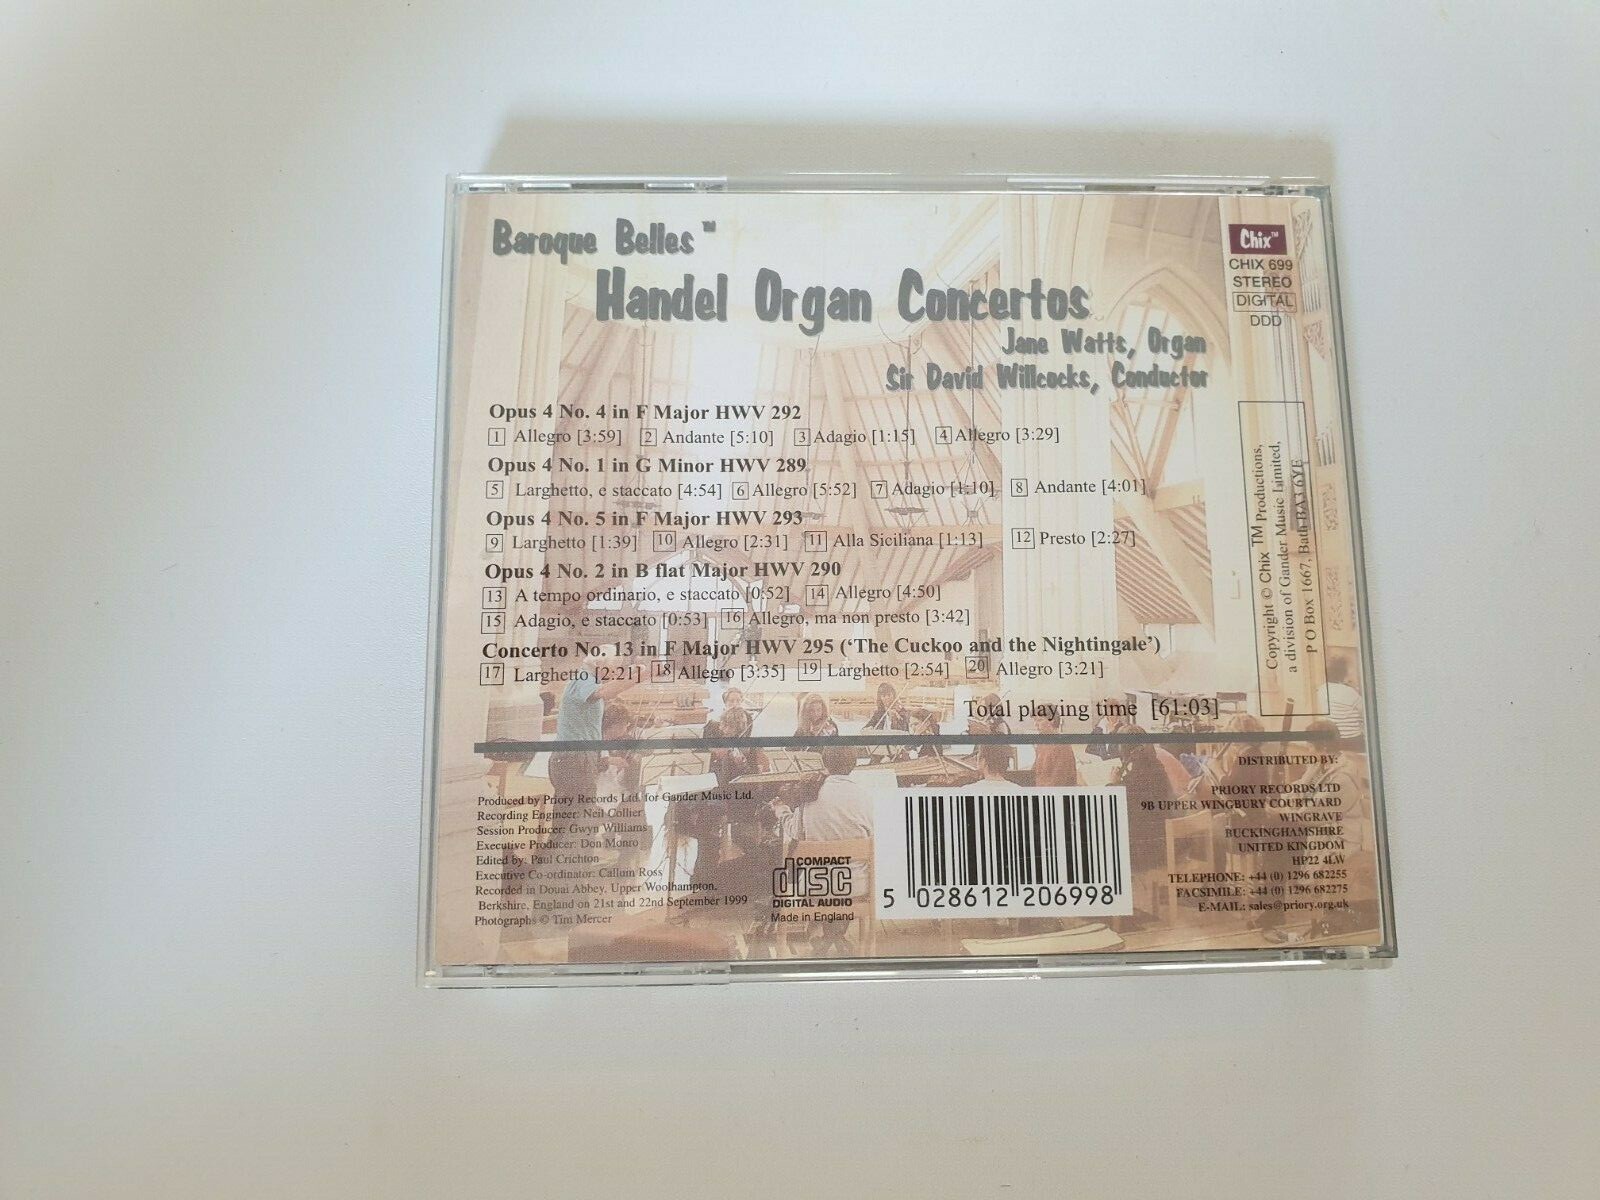 Baroque Belles™
Handel Organ Concertos
Jane Watts, Organ
Sir David Willcocks, Conductor
Chix™
CHIX 699
STEREO
DIGITAL
DDD
Opus 4 No. 4 in F Major HWV 292
1 Allegro [3:59] 2 Andante [5:10] 3 Adagio [1:15] 4 Allegro [3:29]
Opus 4 No. 1 in G Minor HWV 289
5 Larghetto, e staccato [4:54] 6 Allegro [5:52] 7 Adagio [1:10] 8 Andante [4:01]
Opus 4 No. 5 in F Major HWV 293
9 Larghetto [1:39] 10 Allegro [2:31] 11 Alla Siciliana [1:13] 12 Presto [2:27]
Opus 4 No. 2 in B flat Major HWV 290
13 A tempo ordinario, e staccato [0:52] 14 Allegro [4:50]
15 Adagio, e staccato [0:53] 16 Allegro, ma non presto [3:42]
Concerto No. 13 in F Major HWV 295 (‘The Cuckoo and the Nightingale’)
17 Larghetto [2:21] 18 Allegro [3:35] 19 Larghetto [2:54] 20 Allegro [3:21]
Total playing time [61:03]
Copyright © Chix TM Productions,
a division of Gander Music Limited,
P O Box 1667, Bath BA3 6YE
Produced by Priory Records Ltd. for Gander Music Ltd.
Recording Engineer: Neil Collier
Session Producer: Gwyn Williams
Executive Producer: Don Monro
Edited by: Paul Crichton
Executive Co-ordinator: Callum Ross
Recorded in Douai Abbey, Upper Woolhampton,
Berkshire, England on 21st and 22nd September 1999
Photographs © Tim Mercer
COMPACT
disc
DIGITAL AUDIO
Made in England
5 028612 206998
DISTRIBUTED BY:
PRIORY RECORDS LTD
9B UPPER WINGBURY COURTYARD
WINGRAVE
BUCKINGHAMSHIRE
UNITED KINGDOM
HP22 4LW
TELEPHONE: +44 (0) 1296 682255
FACSIMILE: +44 (0) 1296 682275
E-MAIL: sales@priory.org.uk